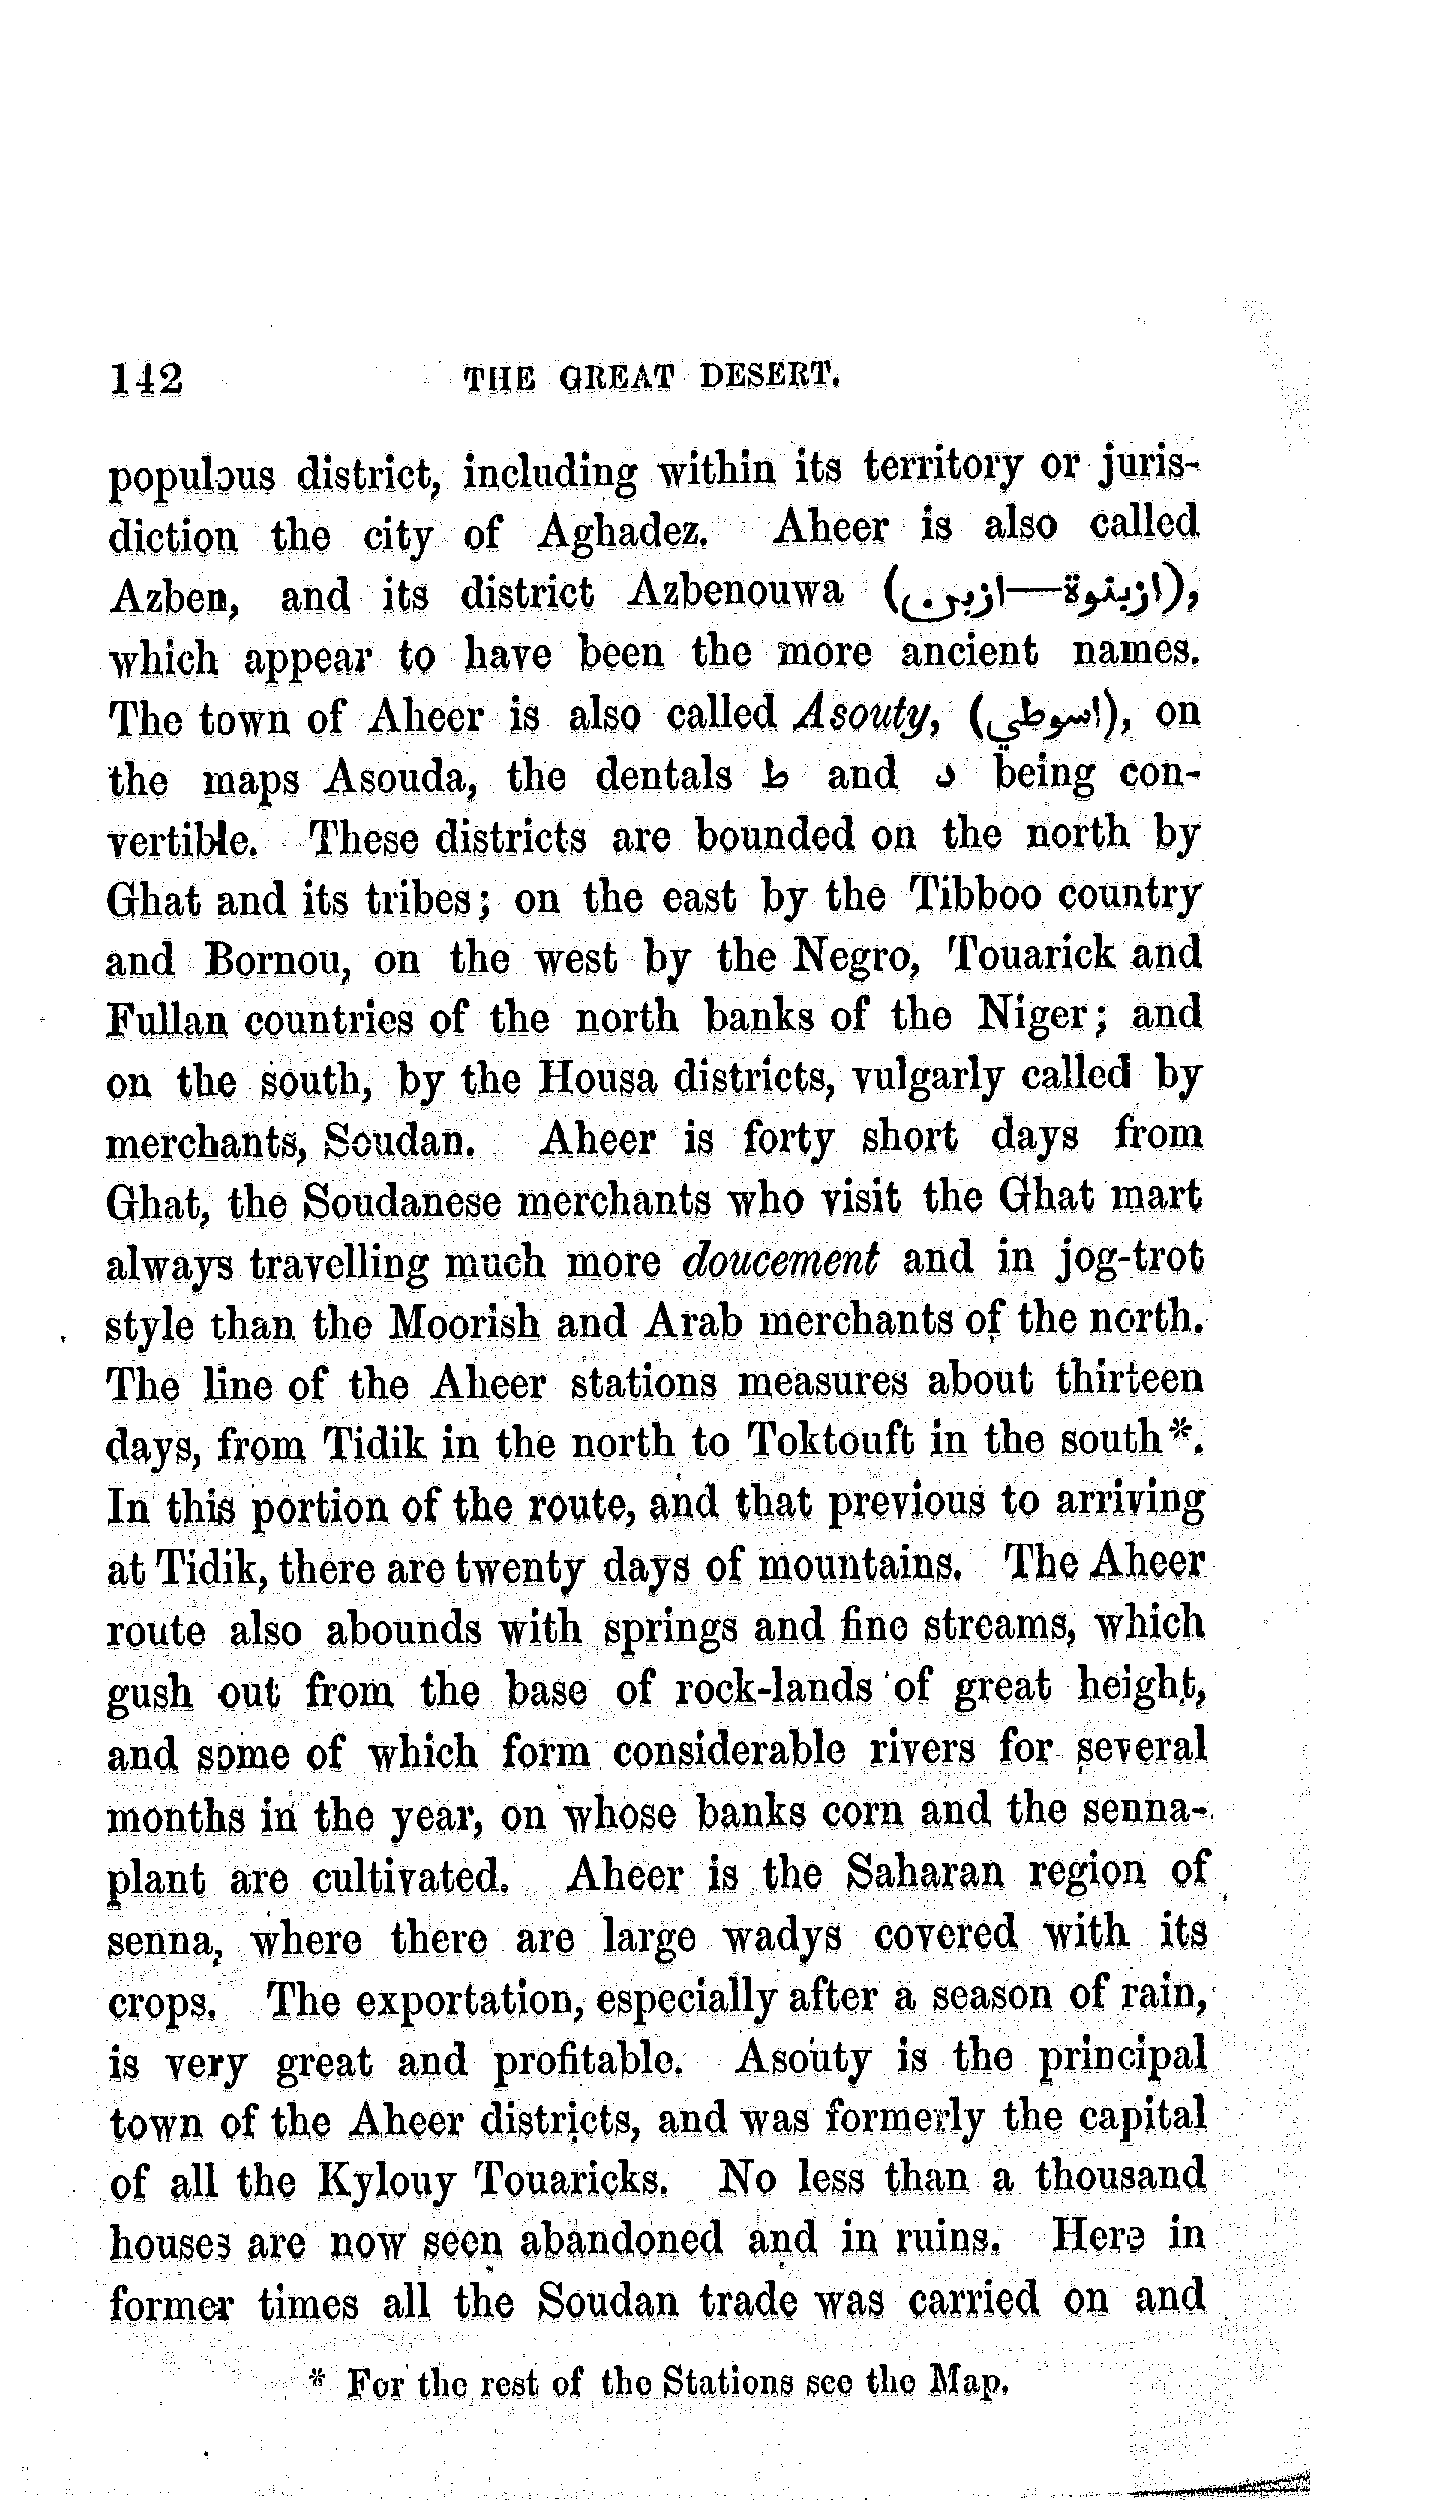 142 THE GREAT DESERT.
populous district, including within its territory or juris-
diction the city of Aghadez. Aheer is also called
Azben, and its district Azbenouwa (ازبنوة—ازبن),
which appear to have been the more ancient names.
The town of Aheer is also called Asouty, (اسوطي), on
the maps Asouda, the dentals ط and د being con-
vertible. These districts are bounded on the north by
Ghat and its tribes; on the east by the Tibboo country
and Bornou, on the west by the Negro, Touarick and
Fullan countries of the north banks of the Niger; and
on the south, by the Housa districts, vulgarly called by
merchants, Soudan. Aheer is forty short days from
Ghat, the Soudanese merchants who visit the Ghat mart
always travelling much more doucement and in jog-trot
style than the Moorish and Arab merchants of the north.
The line of the Aheer stations measures about thirteen
days, from Tidik in the north to Toktouft in the south*.
In this portion of the route, and that previous to arriving
at Tidik, there are twenty days of mountains. The Aheer
route also abounds with springs and fine streams, which
gush out from the base of rock-lands of great height,
and some of which form considerable rivers for several
months in the year, on whose banks corn and the senna-
plant are cultivated. Aheer is the Saharan region of
senna, where there are large wadys covered with its
crops. The exportation, especially after a season of rain,
is very great and profitable. Asouty is the principal
town of the Aheer districts, and was formerly the capital
of all the Kylouy Touaricks. No less than a thousand
houses are now seen abandoned and in ruins. Here in
former times all the Soudan trade was carried on and
* For the rest of the Stations see the Map.